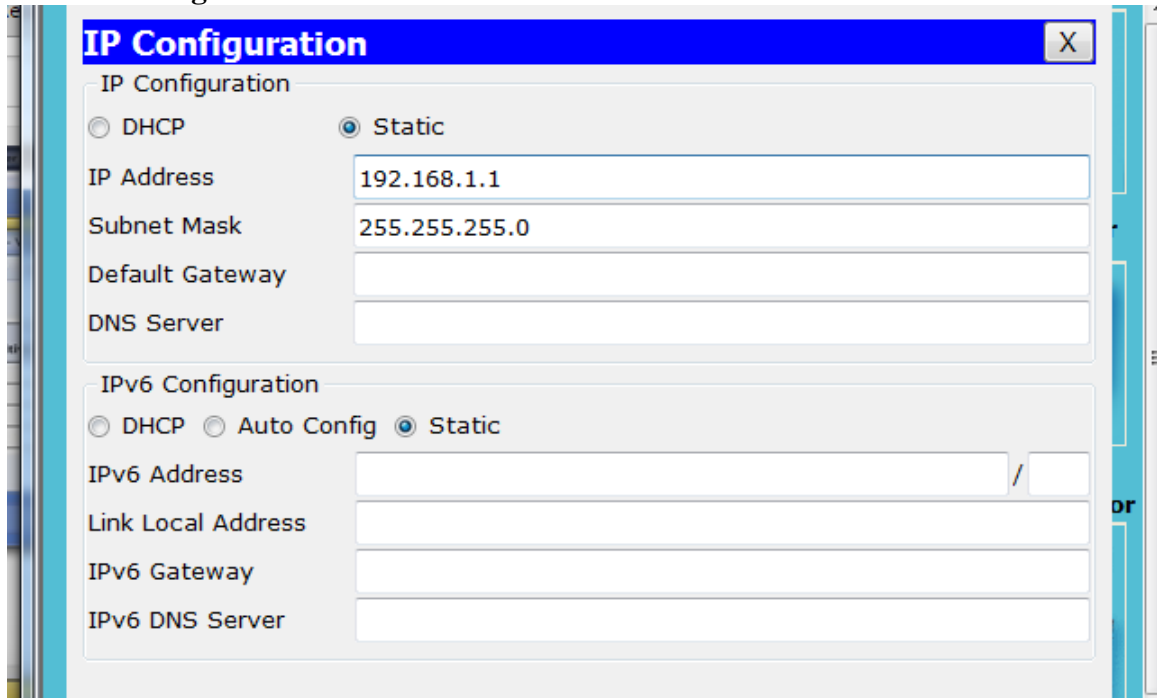 IP Configuration
X
IP Configuration
DHCP Static
IP Address 192.168.1.1
Subnet Mask 255.255.255.0
Default Gateway
DNS Server
IPv6 Configuration
DHCP Auto Config Static
IPv6 Address /
Link Local Address
IPv6 Gateway
IPv6 DNS Server
or